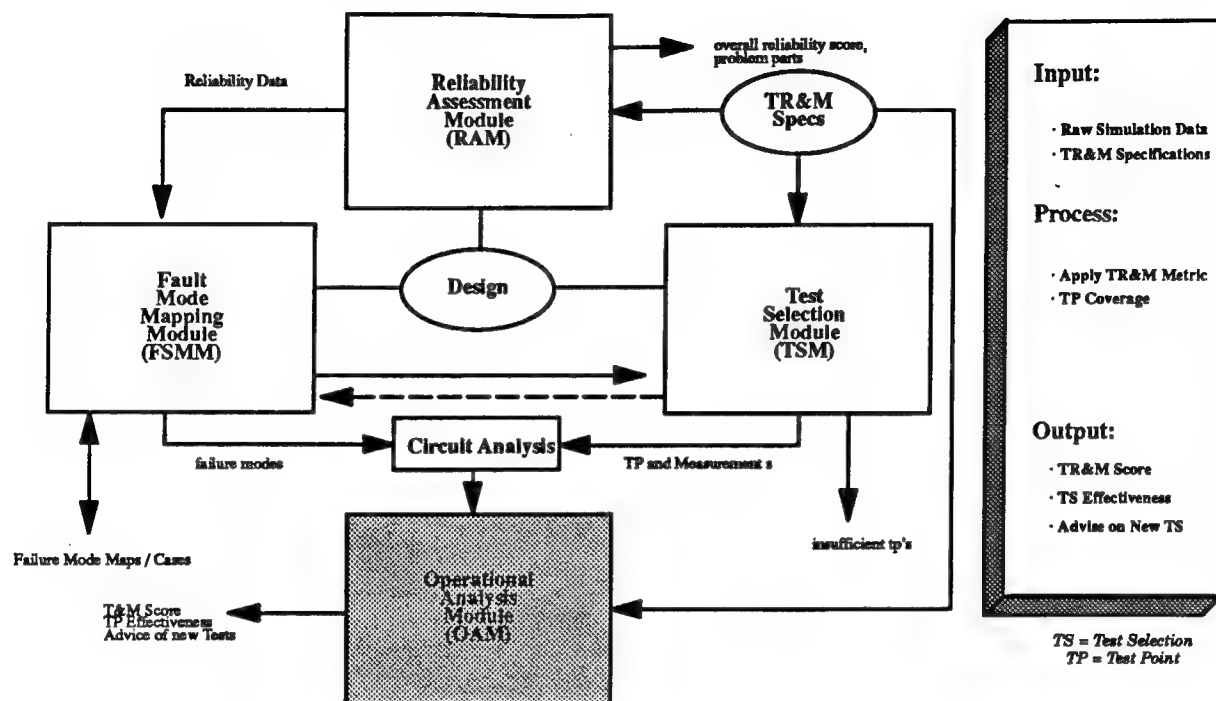 overall reliability score,
problem parts
Reliability Data
Reliability
Assessment
Module
(RAM)
TR&M
Specs
Fault
Mode
Mapping
Module
(FSMM)
Design
Test
Selection
Module
(TSM)
Circuit Analysis
failure modes
TP and Measurement s
Failure Mode Maps / Cases
insufficient tp's
Operational
Analysis
Module
(OAM)
T&M Score
TP Effectiveness
Advice of new Tests
Input:
· Raw Simulation Data
· TR&M Specifications
Process:
· Apply TR&M Metric
· TP Coverage
Output:
· TR&M Score
· TS Effectiveness
· Advise on New TS
TS = Test Selection
TP = Test Point